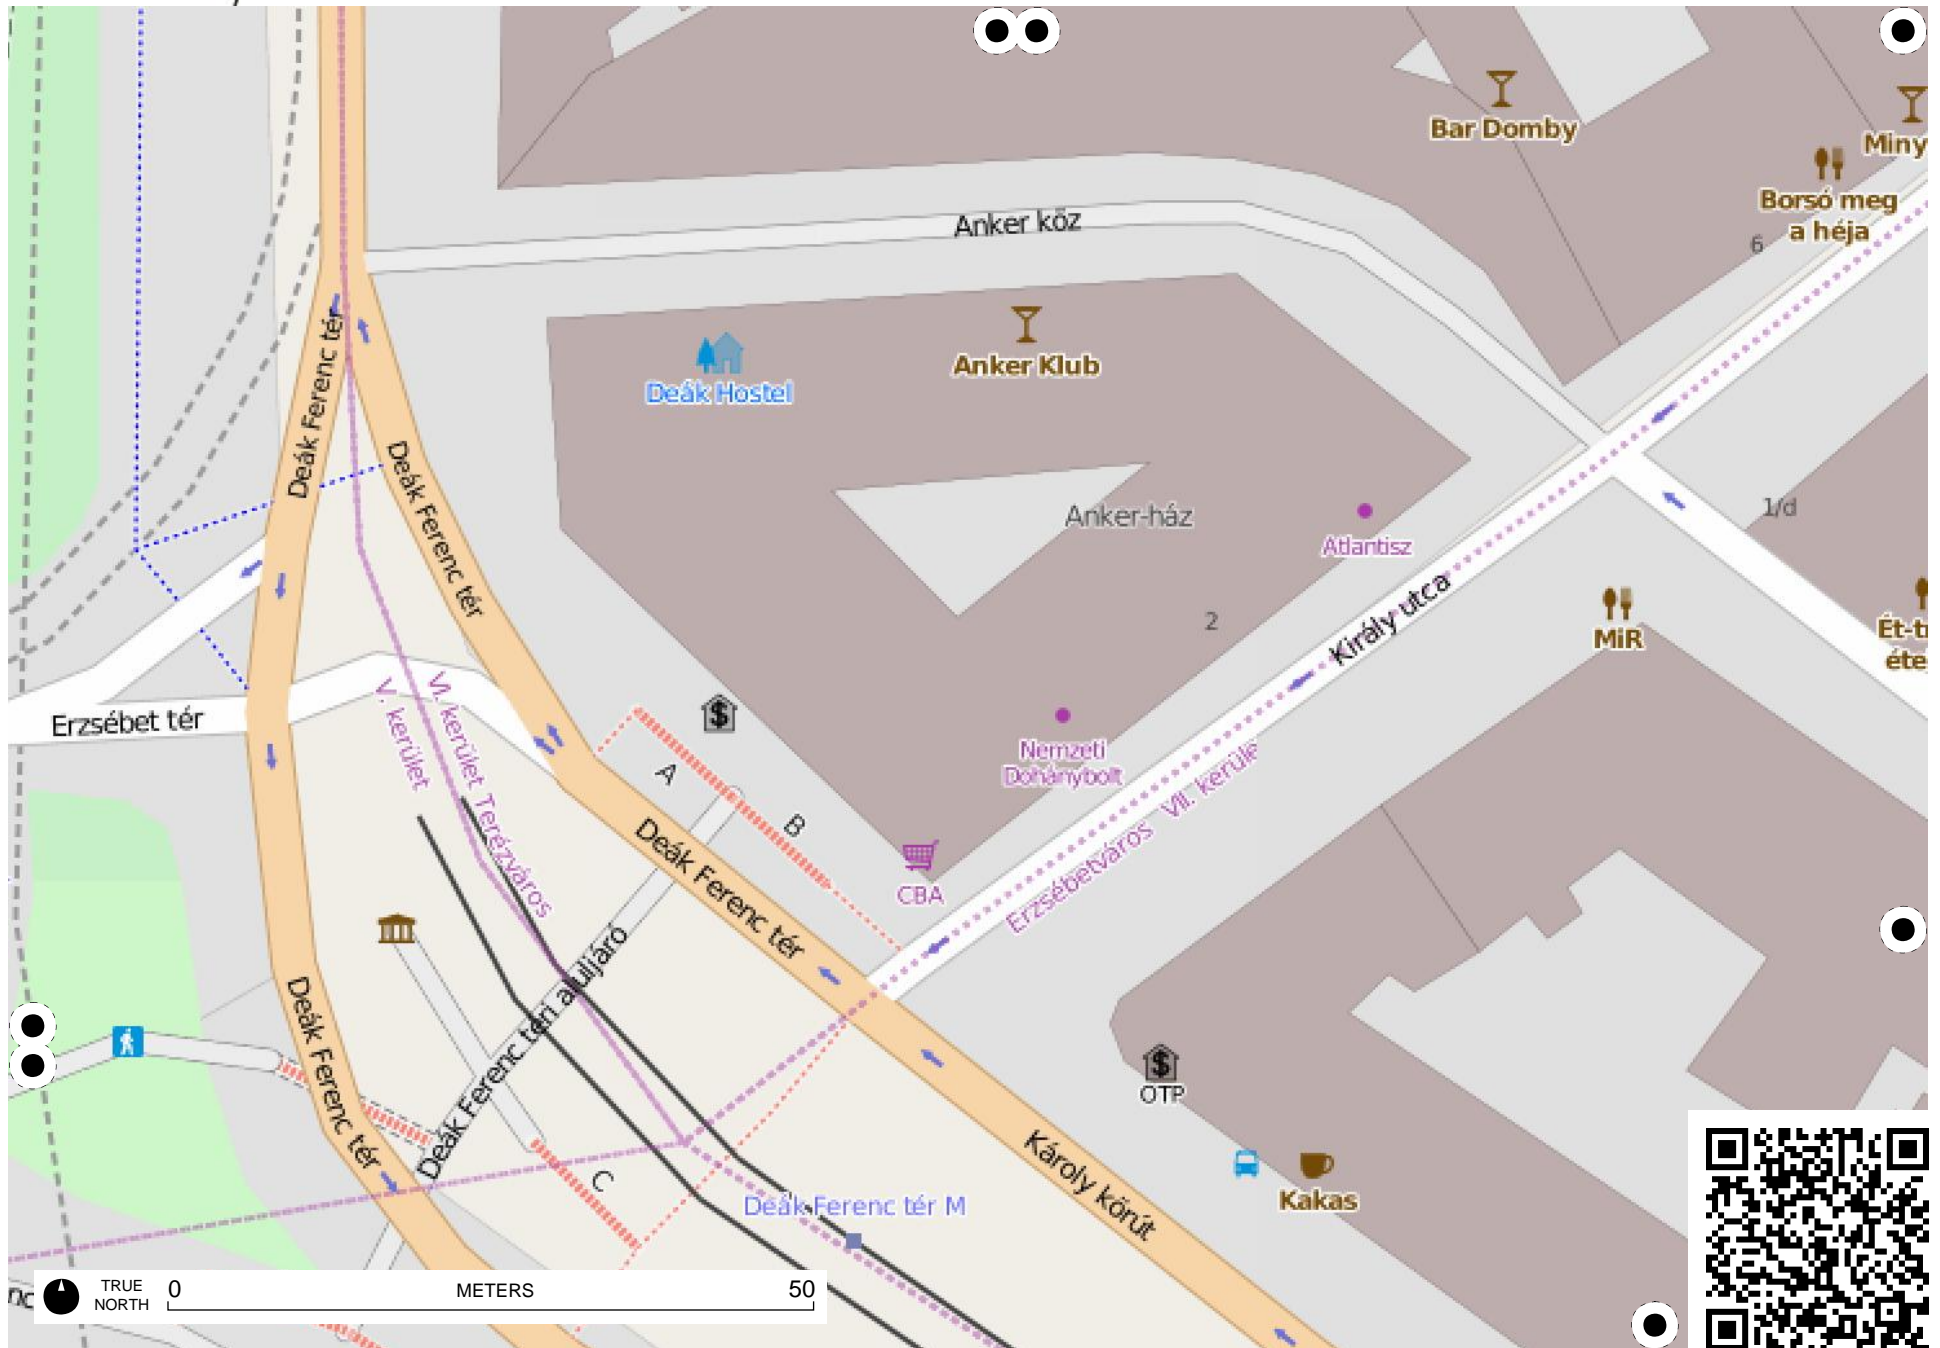 Bar Domby
Miny
Borsó meg
a héja
6
Anker köz
Deák Ferenc tér
Anker Klub
Deák Hostel
Deák Ferenc tér
Anker-ház
Atlantisz
1/d
2
Király utca
MiR
Ét-t
éte
Erzsébet tér
V. kerület
VI. kerület Terézváros
$
A
B
Nemzeti
Dohánybolt
Erzsébetváros VII. kerüle
CBA
Deák Ferenc tér
Deák Ferenc téri aluljáró
Deák Ferenc tér
$
OTP
C
Károly körút
Kakas
Deák Ferenc tér M
TRUE
NORTH
0
METERS
50